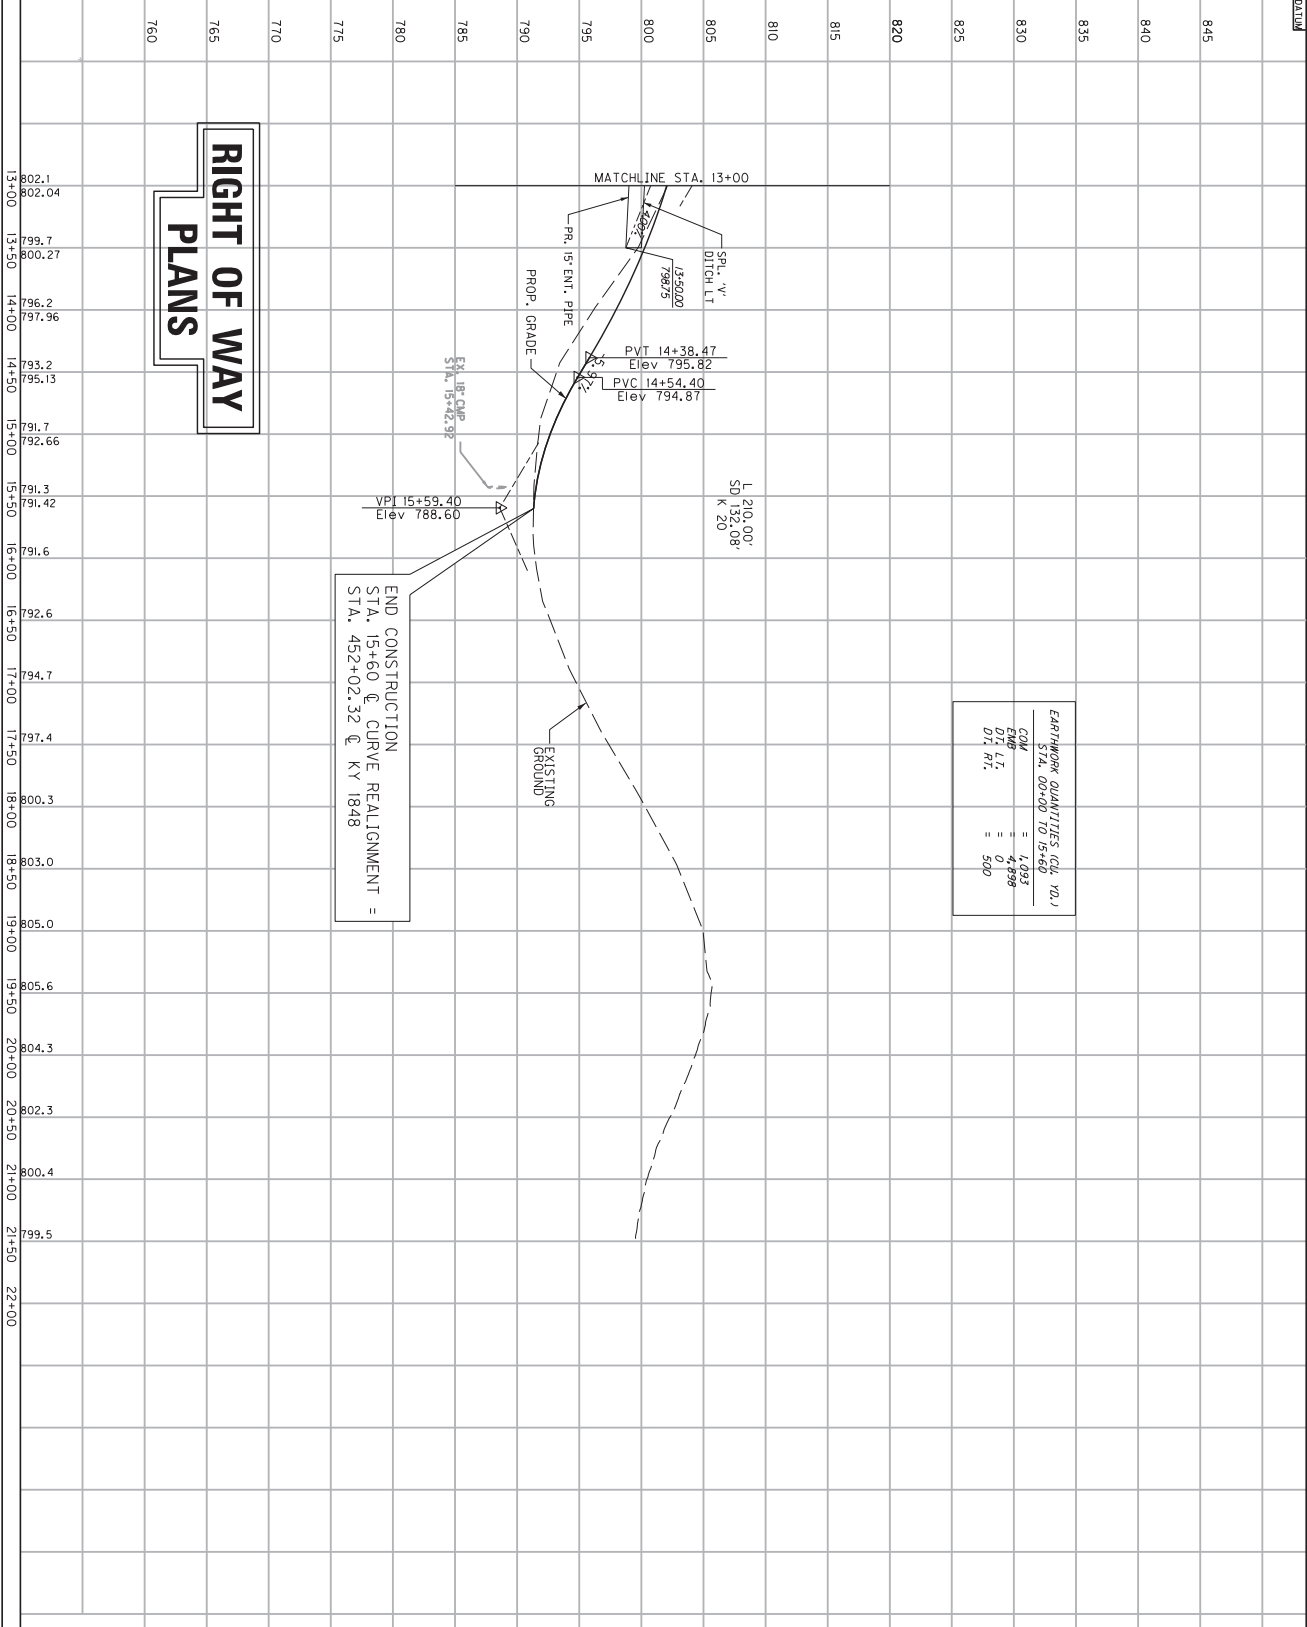 DATUM
845
840
835
830
825
820
815
810
805
800
795
790
785
780
775
770
765
760
EARTHWORK QUANTITIES (CU. YD.)
STA. 00+00 TO 15+60
COM = 1,093
EMB = 4,898
DT. LT. = 0
DT. RT. = 500
L 210.00'
SD 132.08'
K 20
MATCHLINE STA. 13+00
SPL. 'V'
DITCH LT
13+50.00
798.75
4.00%
PR. 15" ENT. PIPE
PROP. GRADE
PVT 14+38.47
Elev 795.82
PVC 14+54.40
Elev 794.87
-5.97%
EX. 18" CMP
STA. 15+42.92
VPI 15+59.40
Elev 788.60
EXISTING
GROUND
END CONSTRUCTION
STA. 15+60 ℄ CURVE REALIGNMENT =
STA. 452+02.32 ℄ KY 1848
RIGHT OF WAY
PLANS
802.1
802.04
13+00
799.7
800.27
13+50
796.2
797.96
14+00
793.2
795.13
14+50
791.7
792.66
15+00
791.3
791.42
15+50
791.6
16+00
792.6
16+50
794.7
17+00
797.4
17+50
800.3
18+00
803.0
18+50
805.0
19+00
805.6
19+50
804.3
20+00
802.3
20+50
800.4
21+00
799.5
21+50
22+00